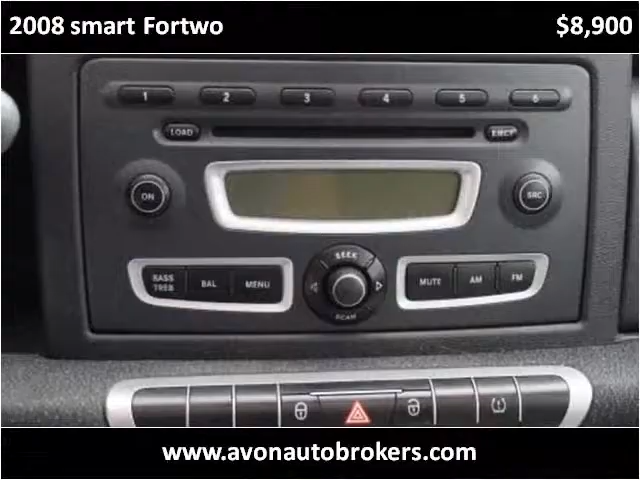 2008 smart Fortwo $8,900
1 2 3 4 5 6
LOAD EJECT
ON SRC
SEEK
BASS TREB BAL MENU MUTE AM FM
SCAN
www.avonautobrokers.com